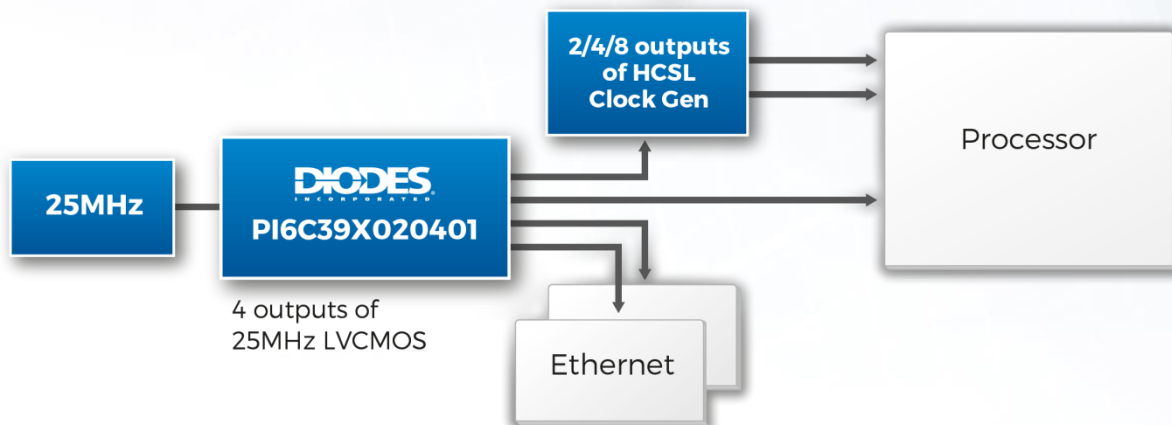 2/4/8 outputs
of HCSL
Clock Gen
Processor
25MHz
DIODES
INCORPORATED®
PI6C39X020401
4 outputs of
25MHz LVCMOS
Ethernet